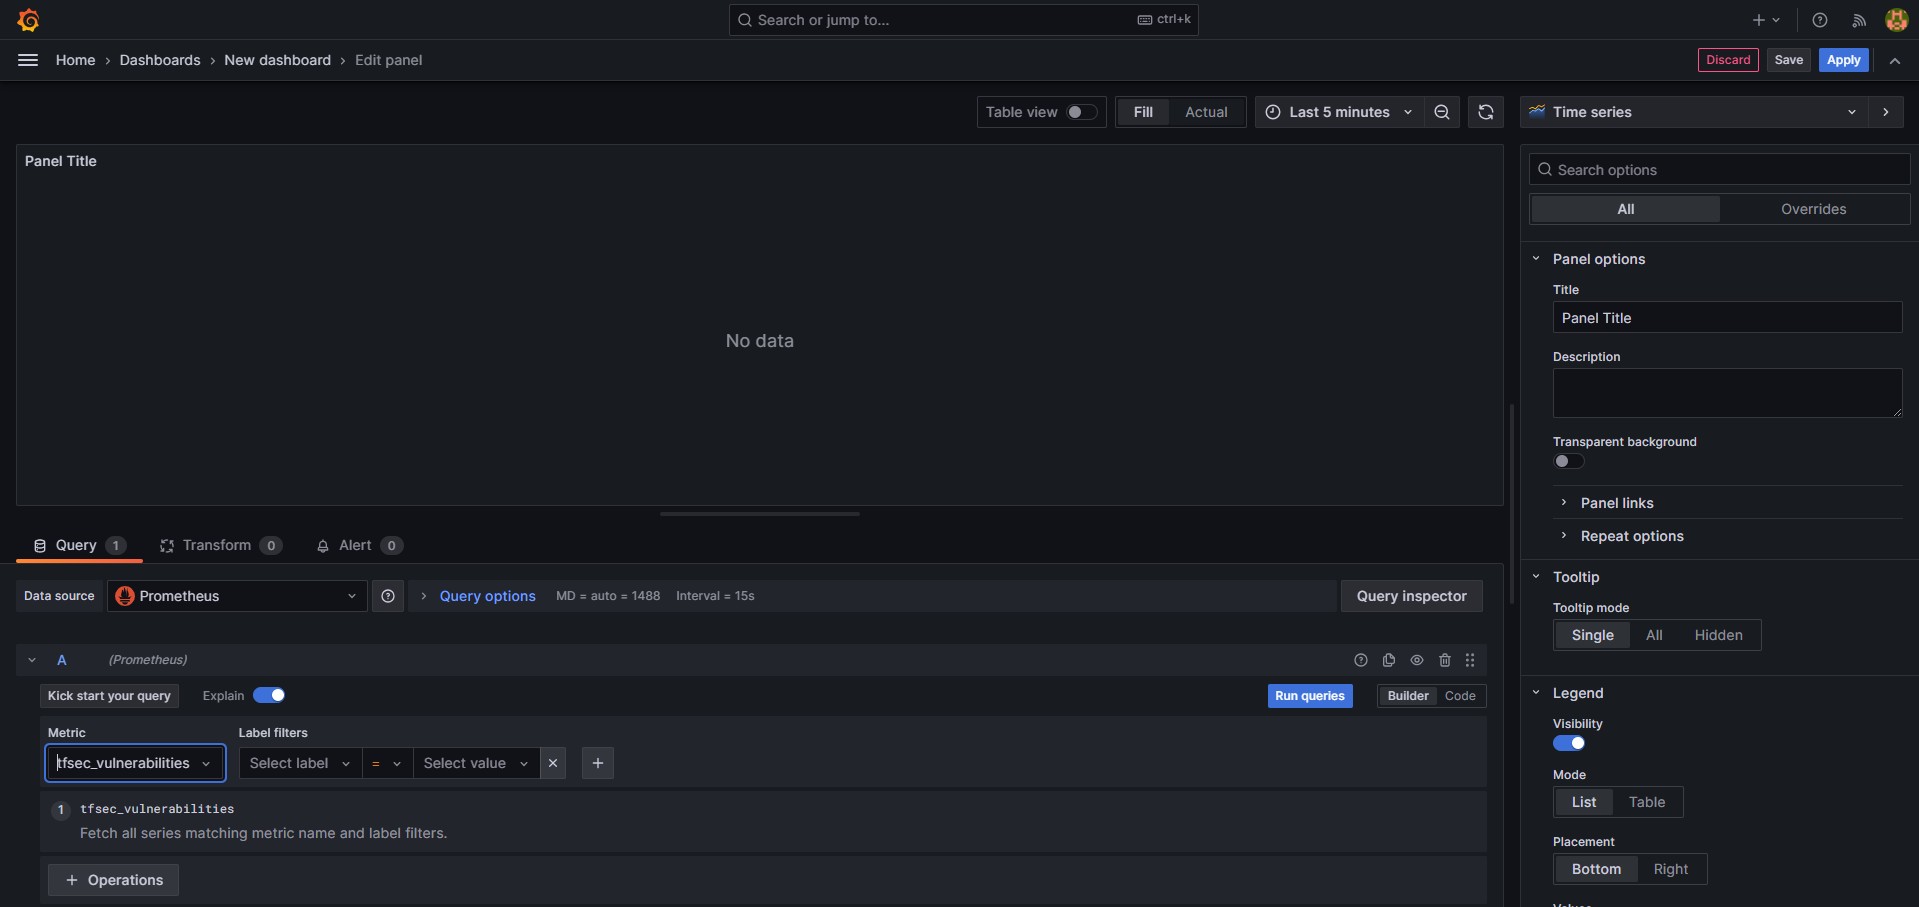 Search or jump to...
ctrl+k
Home › Dashboards › New dashboard › Edit panel
Discard
Save
Apply
Table view
Fill
Actual
Last 5 minutes
Time series
Panel Title
No data
Search options
All
Overrides
Panel options
Title
Panel Title
Description
Transparent background
Panel links
Repeat options
Tooltip
Tooltip mode
Single
All
Hidden
Legend
Visibility
Mode
List
Table
Placement
Bottom
Right
Query 1
Transform 0
Alert 0
Data source
Prometheus
Query options
MD = auto = 1488
Interval = 15s
Query inspector
A
(Prometheus)
Kick start your query
Explain
Run queries
Builder
Code
Metric
Label filters
tfsec_vulnerabilities
Select label
=
Select value
1 tfsec_vulnerabilities
Fetch all series matching metric name and label filters.
+ Operations